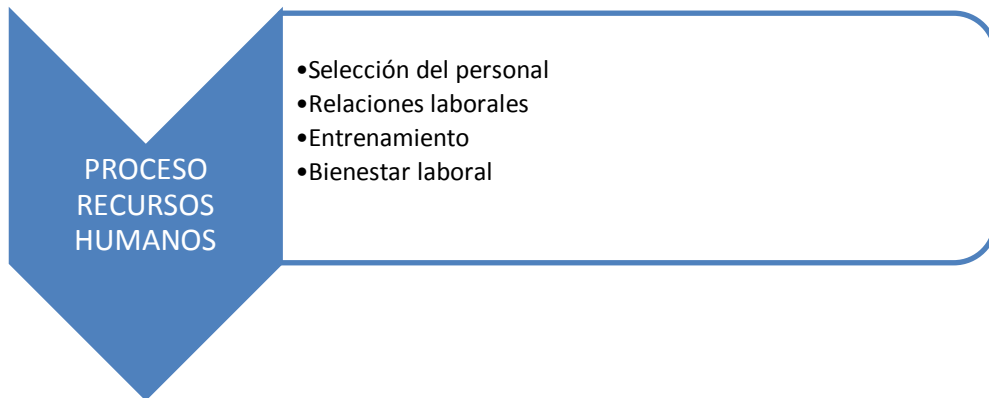 PROCESO
RECURSOS
HUMANOS
•Selección del personal
•Relaciones laborales
•Entrenamiento
•Bienestar laboral